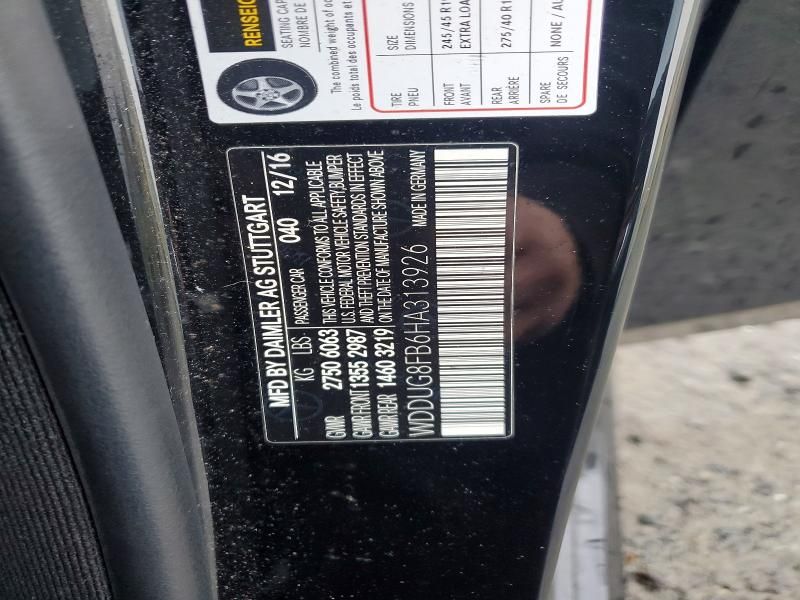 RENSEIG
SEATING CAP
NOMBRE DE
The combined weight of occ
Le poids total des occupants et
TIRE
PNEU
SIZE
DIMENSIONS
FRONT
AVANT
245/45 R1
EXTRA LOA
REAR
ARRIÈRE
275/40 R1
SPARE
DE SECOURS
NONE / AU
MFD BY DAIMLER AG STUTTGART
KG LBS PASSENGER CAR 040 12/16
GVWR 2750 6063 THIS VEHICLE CONFORMS TO ALL APPLICABLE
U.S. FEDERAL MOTOR VEHICLE SAFETY,BUMPER
GAWR FRONT 1355 2987 AND THEFT PREVENTION STANDARDS IN EFFECT
GAWR REAR 1460 3219 ON THE DATE OF MANUFACTURE SHOWN ABOVE
WDDUG8FB6HA313926 MADE IN GERMANY